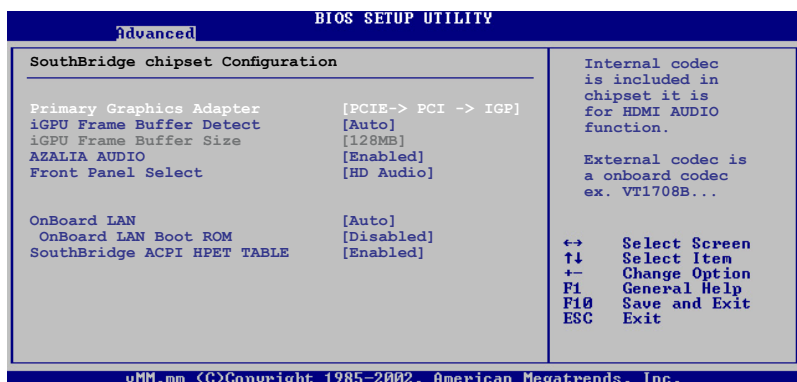 BIOS SETUP UTILITY
Advanced
SouthBridge chipset Configuration
Primary Graphics Adapter [PCIE-> PCI -> IGP]
iGPU Frame Buffer Detect [Auto]
iGPU Frame Buffer Size [128MB]
AZALIA AUDIO [Enabled]
Front Panel Select [HD Audio]
OnBoard LAN [Auto]
OnBoard LAN Boot ROM [Disabled]
SouthBridge ACPI HPET TABLE [Enabled]
Internal codec
is included in
chipset it is
for HDMI AUDIO
function.
External codec is
a onboard codec
ex. VT1708B...
↔ Select Screen
↑↓ Select Item
+- Change Option
F1 General Help
F10 Save and Exit
ESC Exit
vMM.mm (C)Copyright 1985-2002, American Megatrends, Inc.